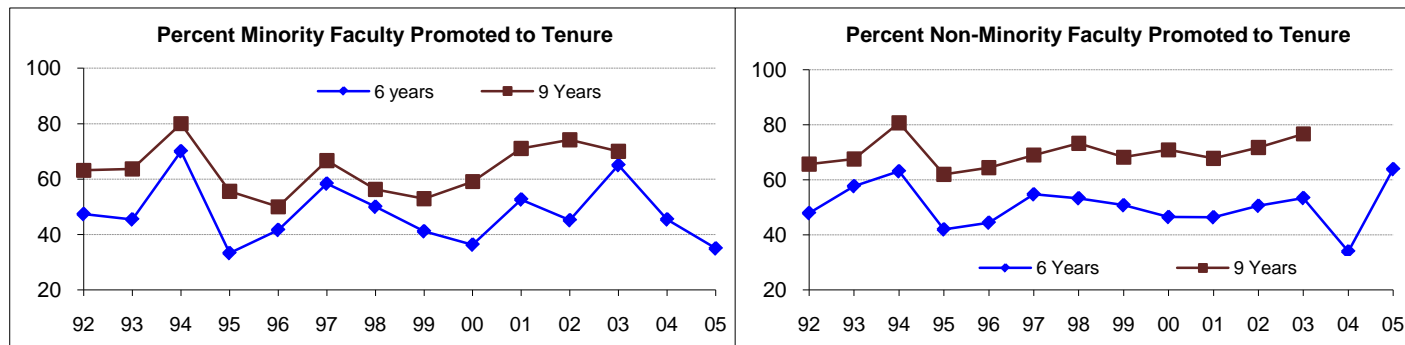 Percent Minority Faculty Promoted to Tenure
100
80
60
40
20
6 years
9 Years
92 93 94 95 96 97 98 99 00 01 02 03 04 05
Percent Non-Minority Faculty Promoted to Tenure
100
80
60
40
20
6 Years
9 Years
92 93 94 95 96 97 98 99 00 01 02 03 04 05